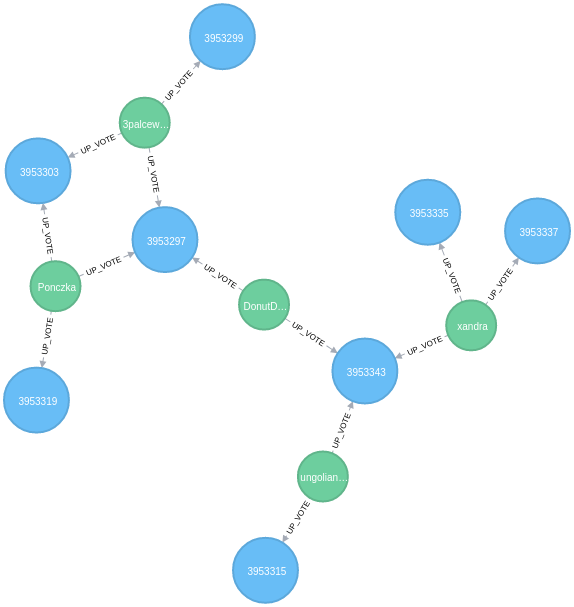 3953299
UP_VOTE
3palcew...
UP_VOTE
UP_VOTE
3953303
3953335
3953337
UP_VOTE
3953297
UP_VOTE
UP_VOTE
UP_VOTE
UP_VOTE
Ponczka
DonutD...
xandra
UP_VOTE
UP_VOTE
UP_VOTE
3953343
3953319
UP_VOTE
ungolian...
UP_VOTE
3953315